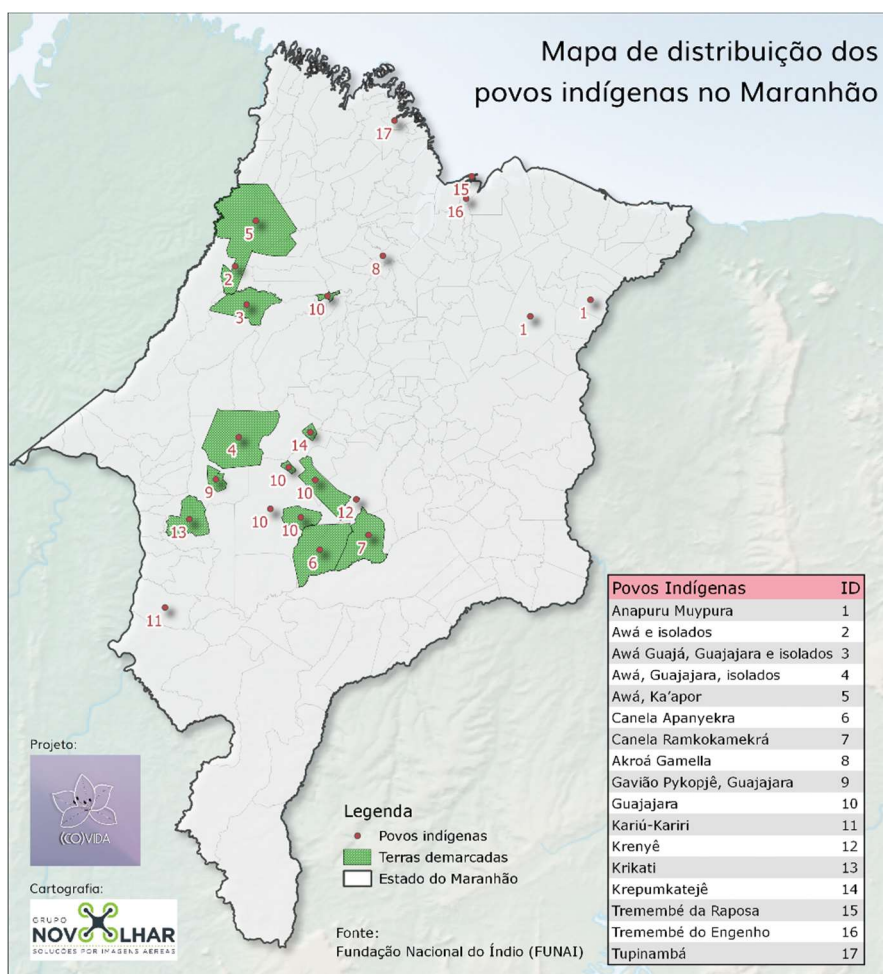 Mapa de distribuição dos
povos indígenas no Maranhão
17
15
16
5
8
2
3
10
1
1
4
14
10
9
10
12
13
10
10
6
7
11
Povos Indígenas ID
Anapuru Muypura 1
Awá e isolados 2
Awá Guajá, Guajajara e isolados 3
Awá, Guajajara, isolados 4
Awá, Ka'apor 5
Canela Apanyekra 6
Canela Ramkokamekrá 7
Akroá Gamella 8
Gavião Pykopjê, Guajajara 9
Guajajara 10
Kariú-Kariri 11
Krenyê 12
Krikati 13
Krepumkatejê 14
Tremembé da Raposa 15
Tremembé do Engenho 16
Tupinambá 17
Projeto:
(CO)VIDA
Cartografia:
GRUPO
NOVOLHAR
SOLUCÕES POR IMAGENS AÉREAS
Legenda
Povos indígenas
Terras demarcadas
Estado do Maranhão
Fonte:
Fundação Nacional do Índio (FUNAI)